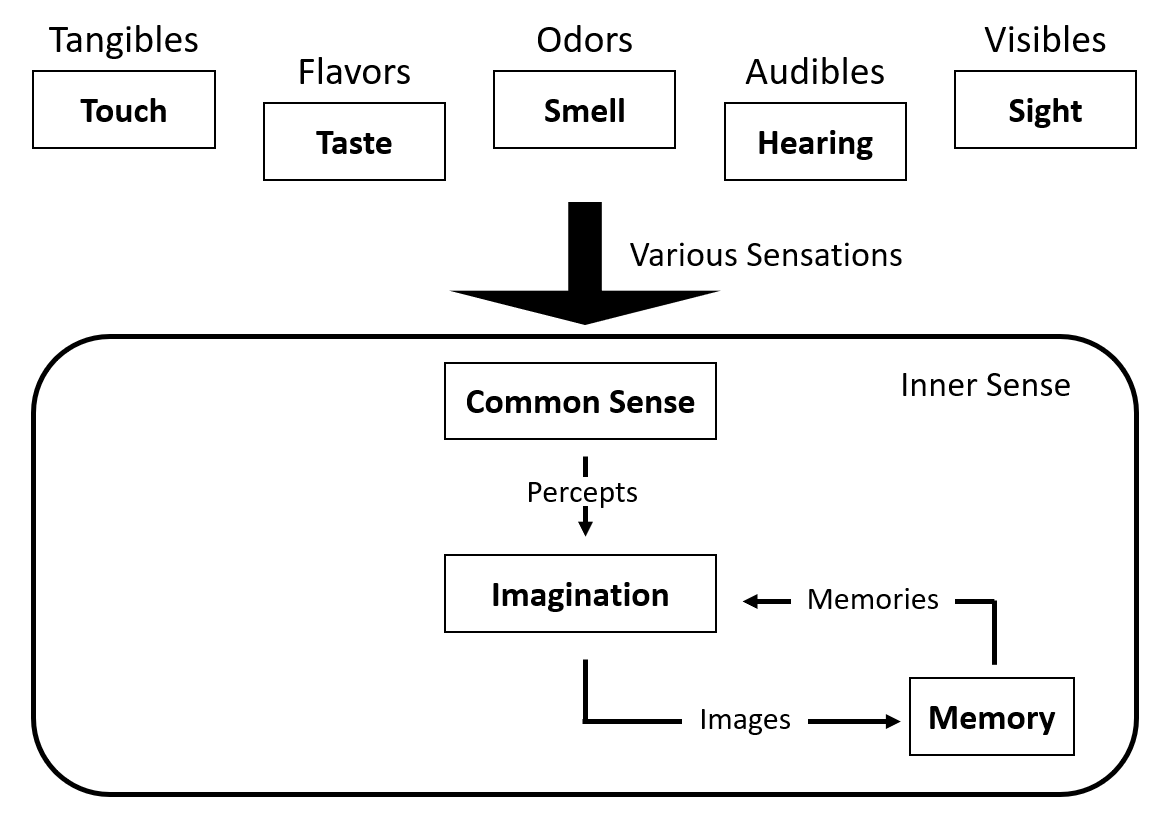 Tangibles
Odors
Visibles
Flavors
Audibles
Touch
Smell
Sight
Taste
Hearing
Various Sensations
Inner Sense
Common Sense
Percepts
Imagination
Memories
Images
Memory